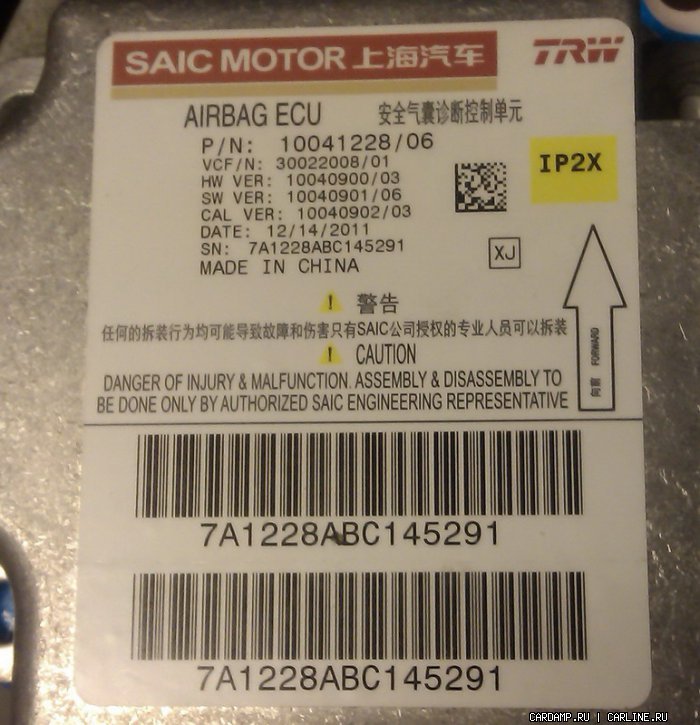 SAIC MOTOR 上海汽车
TRW
AIRBAG ECU 安全气囊诊断控制单元
P/N: 10041228/06
VCF/N: 30022008/01
HW VER: 10040900/03
SW VER: 10040901/06
CAL VER: 10040902/03
DATE: 12/14/2011
SN: 7A1228ABC145291
MADE IN CHINA
IP2X
XJ
向前 FORWARD
警告
任何的拆装行为均可能导致故障和伤害只有SAIC公司授权的专业人员可以拆装
CAUTION
DANGER OF INJURY & MALFUNCTION. ASSEMBLY & DISASSEMBLY TO
BE DONE ONLY BY AUTHORIZED SAIC ENGINEERING REPRESENTATIVE
7A1228ABC145291
7A1228ABC145291
CARDAMP.RU | CARLINE.RU